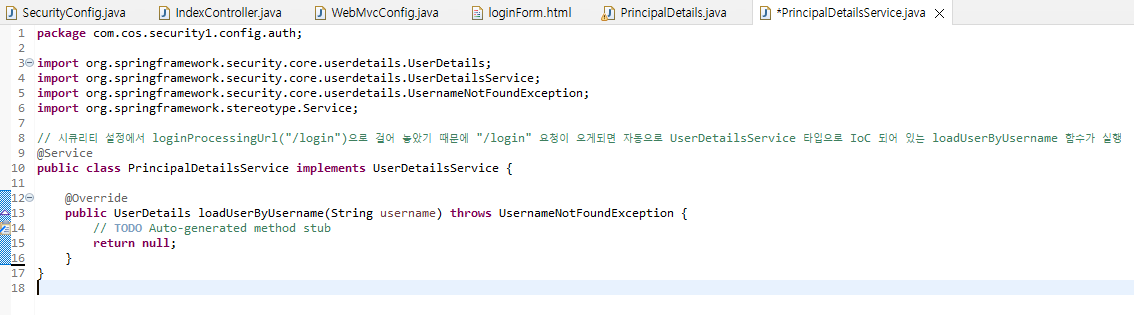 SecurityConfig.java IndexController.java WebMvcConfig.java loginForm.html PrincipalDetails.java *PrincipalDetailsService.java
1 package com.cos.security1.config.auth;
2
3 import org.springframework.security.core.userdetails.UserDetails;
4 import org.springframework.security.core.userdetails.UserDetailsService;
5 import org.springframework.security.core.userdetails.UsernameNotFoundException;
6 import org.springframework.stereotype.Service;
7
8 // 시큐리티 설정에서 loginProcessingUrl("/login")으로 걸어 놓았기 때문에 "/login" 요청이 오게되면 자동으로 UserDetailsService 타입으로 IoC 되어 있는 loadUserByUsername 함수가 실행
9 @Service
10 public class PrincipalDetailsService implements UserDetailsService {
11
12 @Override
13 public UserDetails loadUserByUsername(String username) throws UsernameNotFoundException {
14 // TODO Auto-generated method stub
15 return null;
16 }
17 }
18